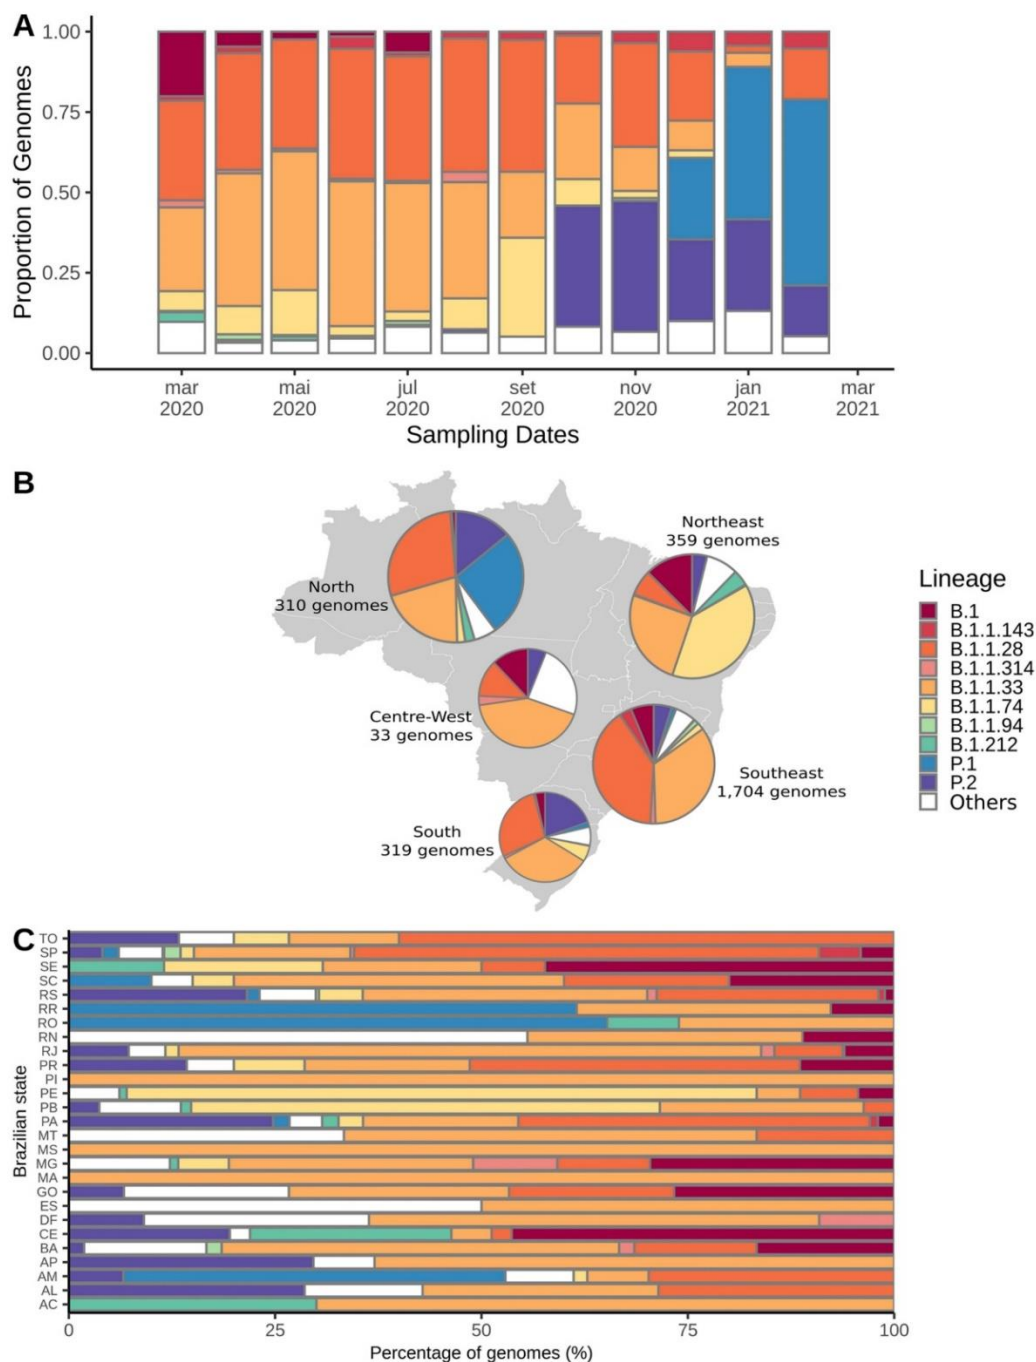 A
Proportion of Genomes
1.00
0.75
0.50
0.25
0.00
mar
2020
mai
2020
jul
2020
set
2020
nov
2020
jan
2021
mar
2021
Sampling Dates
B
North
310 genomes
Northeast
359 genomes
Centre-West
33 genomes
Southeast
1,704 genomes
South
319 genomes
Lineage
B.1
B.1.1.143
B.1.1.28
B.1.1.314
B.1.1.33
B.1.1.74
B.1.1.94
B.1.212
P.1
P.2
Others
C
Brazilian state
TO
SP
SE
SC
RS
RR
RO
RN
RJ
PR
PI
PE
PB
PA
MT
MS
MG
MA
GO
ES
DF
CE
BA
AP
AM
AL
AC
0
25
50
75
100
Percentage of genomes (%)